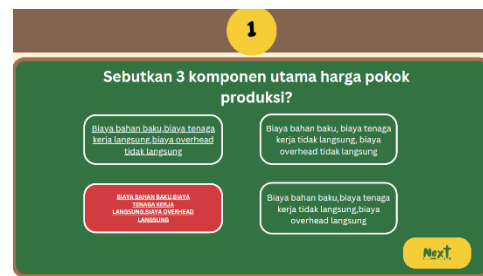 1
Sebutkan 3 komponen utama harga pokok
produksi?
Biaya bahan baku,biaya tenaga
kerja langsung,biaya overhead
tidak langsung
Biaya bahan baku, biaya tenaga
kerja tidak langsung, biaya
overhead tidak langsung
BIAYA BAHAN BAKU,BIAYA
TENAGA KERJA
LANGSUNG,BIAYA OVERHEAD
LANGSUNG
Biaya bahan baku,biaya tenaga
kerja tidak langsung,biaya
overhead langsung
Next